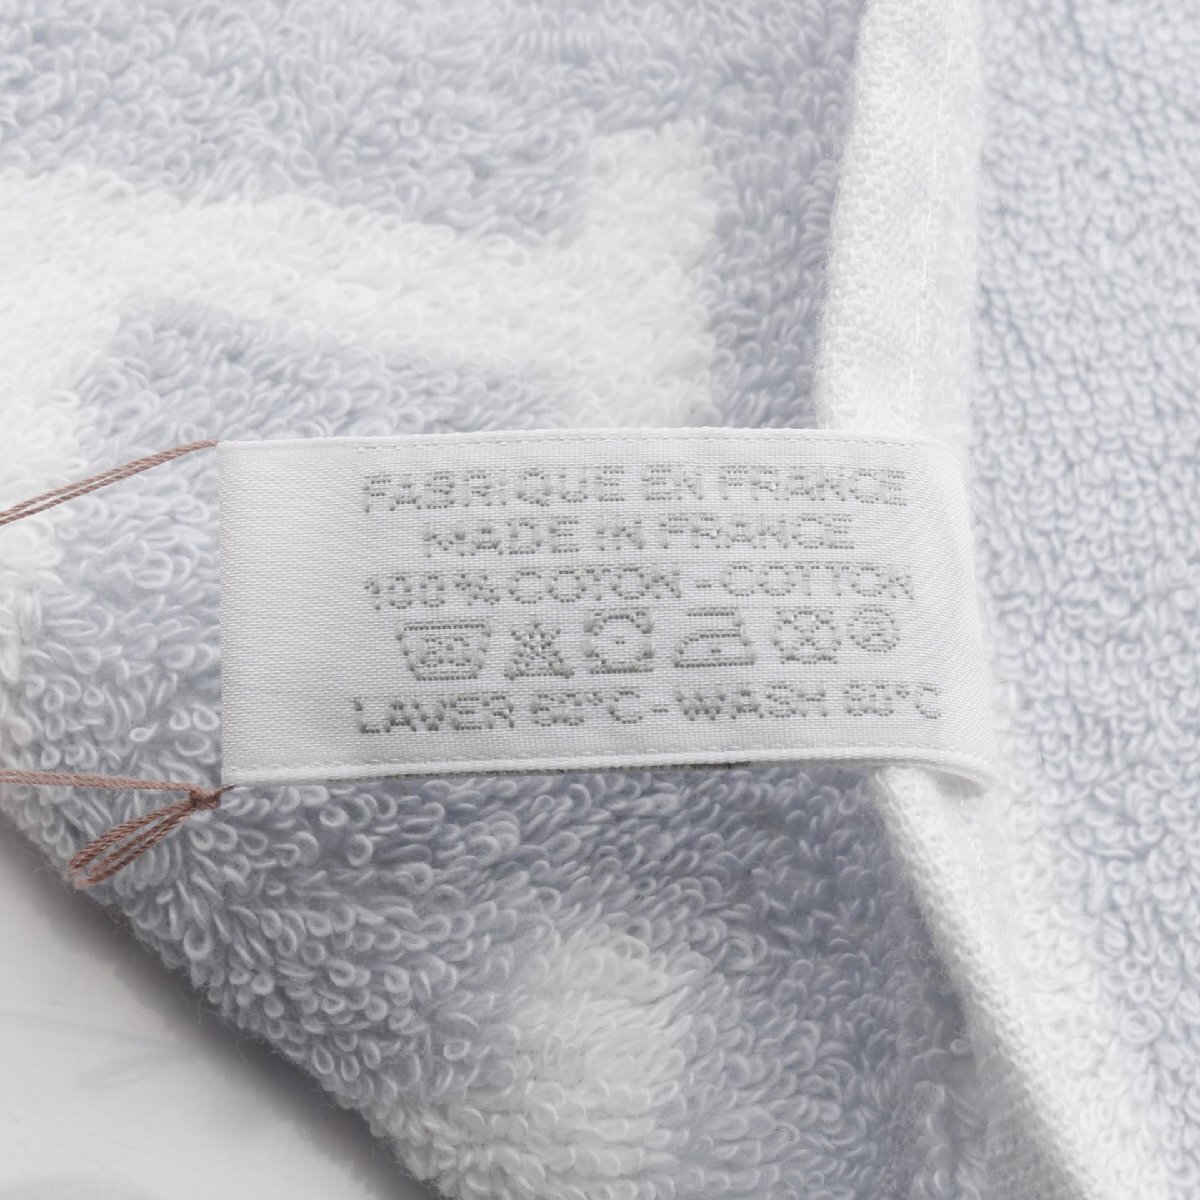 FABRIQUE EN FRANCE
MADE IN FRANCE
100% COTON - COTTON
LAVER 60°C - WASH 60°C